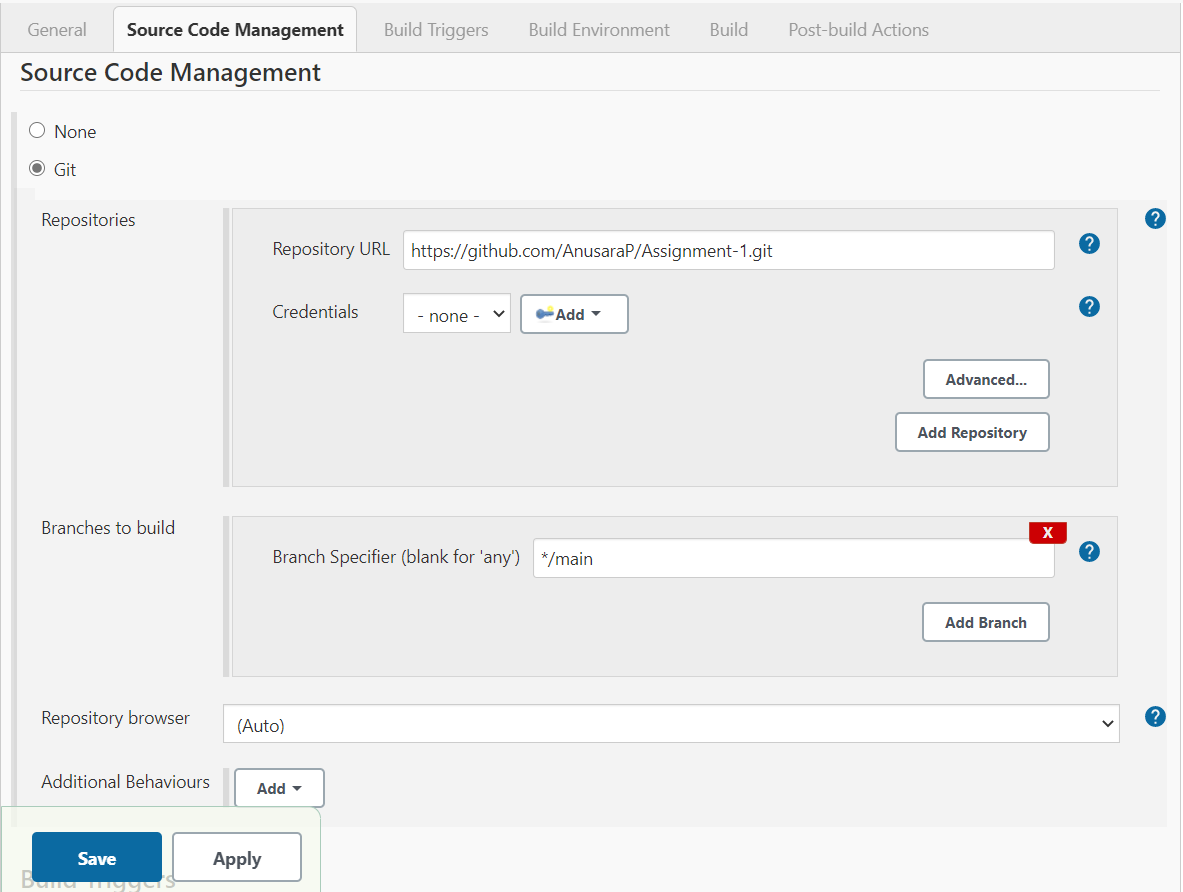 General Source Code Management Build Triggers Build Environment Build Post-build Actions
Source Code Management
None
Git
Repositories
?
Repository URL https://github.com/AnusaraP/Assignment-1.git ?
Credentials - none - Add ?
Advanced...
Add Repository
Branches to build
X
Branch Specifier (blank for 'any') */main ?
Add Branch
Repository browser (Auto) ?
Additional Behaviours Add
Save Apply
Build Triggers